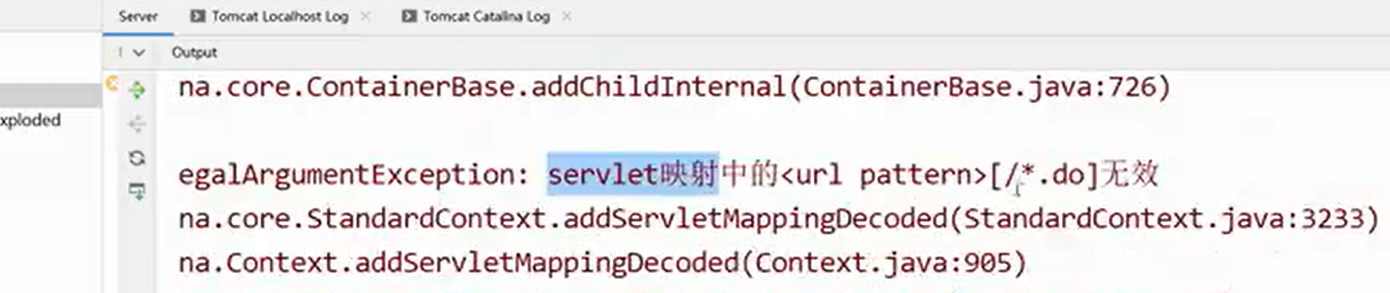 Server Tomcat Localhost Log Tomcat Catalina Log
Output
na.core.ContainerBase.addChildInternal(ContainerBase.java:726)
xploded
egalArgumentException: servlet映射中的<url pattern>[/*.do]无效
na.core.StandardContext.addServletMappingDecoded(StandardContext.java:3233)
na.Context.addServletMappingDecoded(Context.java:905)